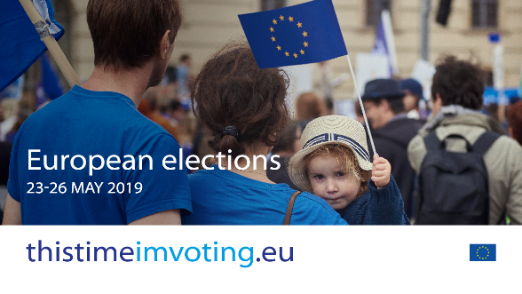 European elections
23-26 MAY 2019
thistimeimvoting.eu